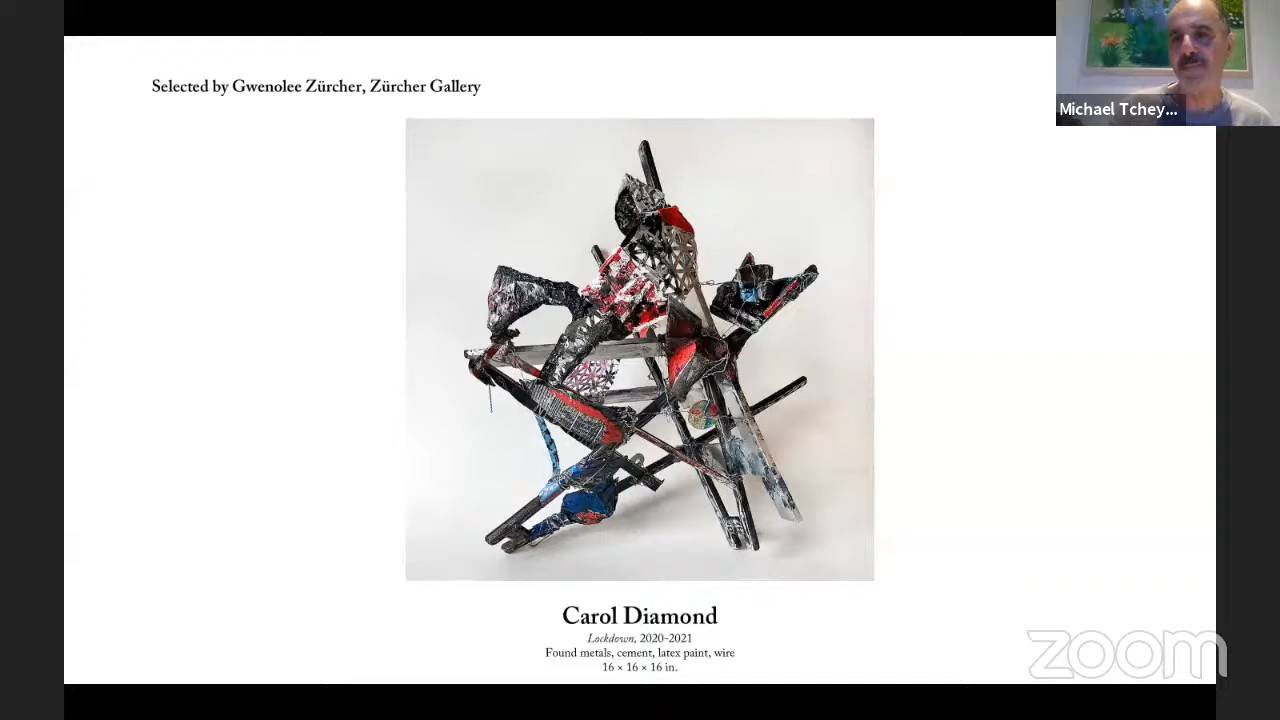 Selected by Gwenolee Zürcher, Zürcher Gallery
Michael Tchey...
Carol Diamond
Lockdown, 2020-2021
Found metals, cement, latex paint, wire
16 × 16 × 16 in.
zoom